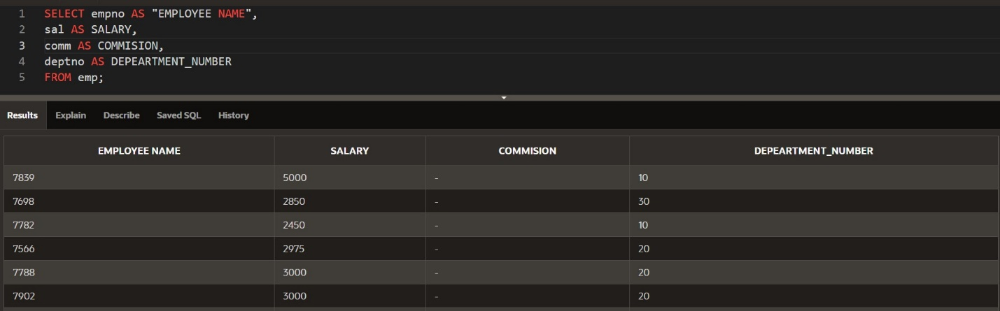 1 SELECT empno AS "EMPLOYEE NAME",
2 sal AS SALARY,
3 comm AS COMMISION,
4 deptno AS DEPEARTMENT_NUMBER
5 FROM emp;
Results Explain Describe Saved SQL History
EMPLOYEE NAME SALARY COMMISION DEPEARTMENT_NUMBER
7839 5000 - 10
7698 2850 - 30
7782 2450 - 10
7566 2975 - 20
7788 3000 - 20
7902 3000 - 20